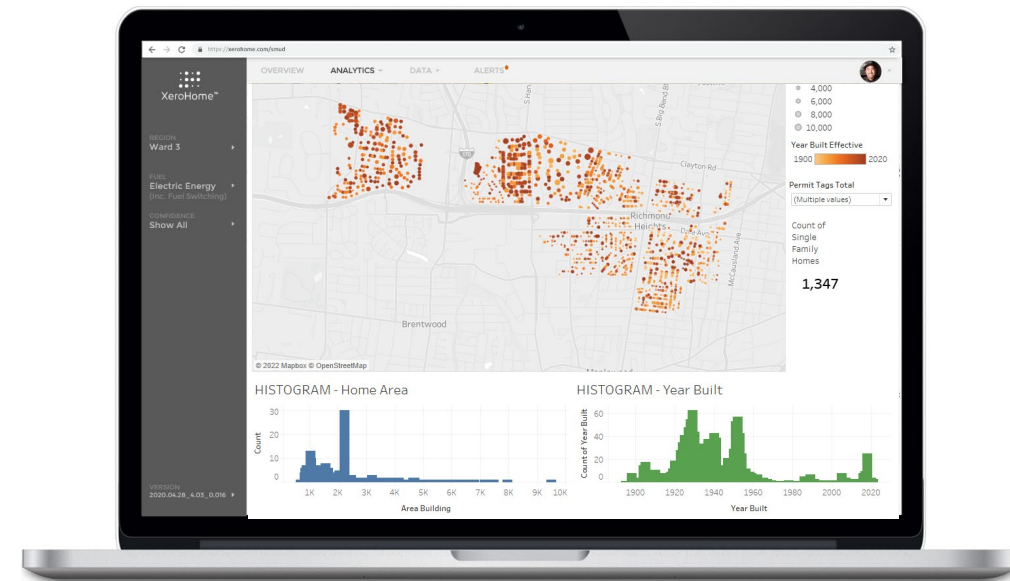 https://xerohome.com/smud
XeroHome™
OVERVIEW
ANALYTICS
DATA
ALERTS
REGION
Ward 3
FUEL
Electric Energy
(inc. Fuel Switching)
CONFIDENCE
Show All
VERSION
2020.04.28_4.03_0.016
S Big Bend Bl
Clayton Rd
Richmond
Heights
Dale Ave
McCausland Ave
Brentwood
© 2022 Mapbox © OpenStreetMap
4,000
6,000
8,000
10,000
Year Built Effective
1900
2020
Permit Tags Total
(Multiple values)
Count of
Single
Family
Homes
1,347
HISTOGRAM - Home Area
Count
30
20
10
0
1K 2K 3K 4K 5K 6K 7K 8K 9K 10K
Area Building
HISTOGRAM - Year Built
Count of Year Built
60
40
20
0
1900 1920 1940 1960 1980 2000 2020
Year Built